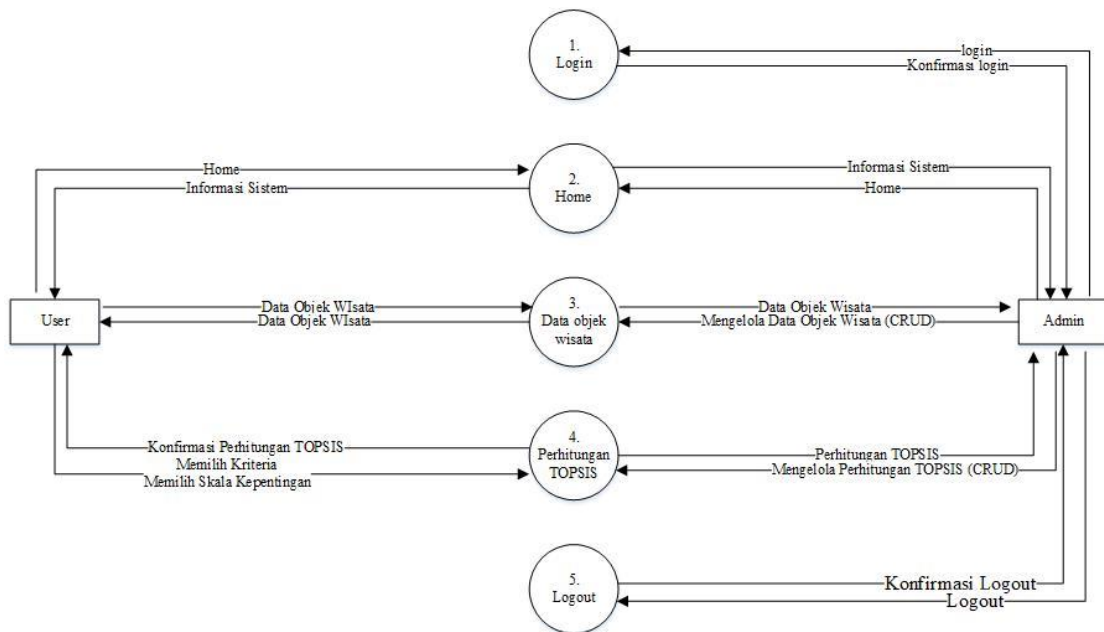 1.
Login
login
Konfirmasi login
Home
Informasi Sistem
2.
Home
Informasi Sistem
Home
User
Data Objek WIsata
Data Objek WIsata
3.
Data objek
wisata
Data Objek Wisata
Mengelola Data Objek Wisata (CRUD)
Admin
Konfirmasi Perhitungan TOPSIS
Memilih Kriteria
Memilih Skala Kepentingan
4.
Perhitungan
TOPSIS
Perhitungan TOPSIS
Mengelola Perhitungan TOPSIS (CRUD)
5.
Logout
Konfirmasi Logout
Logout